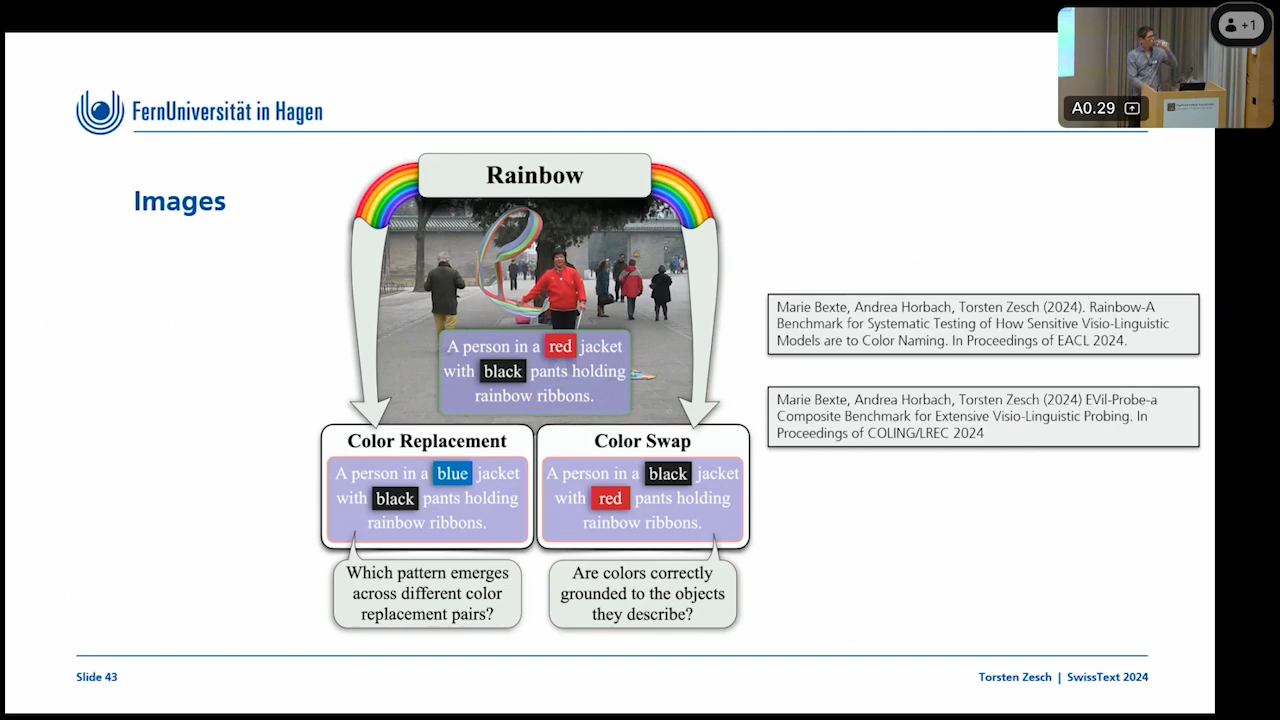 FernUniversität in Hagen
A0.29
+1
Images
Rainbow
A person in a red jacket
with black pants holding
rainbow ribbons.
Color Replacement
A person in a blue jacket
with black pants holding
rainbow ribbons.
Which pattern emerges
across different color
replacement pairs?
Color Swap
A person in a black jacket
with red pants holding
rainbow ribbons.
Are colors correctly
grounded to the objects
they describe?
Marie Bexte, Andrea Horbach, Torsten Zesch (2024). Rainbow-A
Benchmark for Systematic Testing of How Sensitive Visio-Linguistic
Models are to Color Naming. In Proceedings of EACL 2024.
Marie Bexte, Andrea Horbach, Torsten Zesch (2024) EVil-Probe-a
Composite Benchmark for Extensive Visio-Linguistic Probing. In
Proceedings of COLING/LREC 2024
Slide 43
Torsten Zesch | SwissText 2024